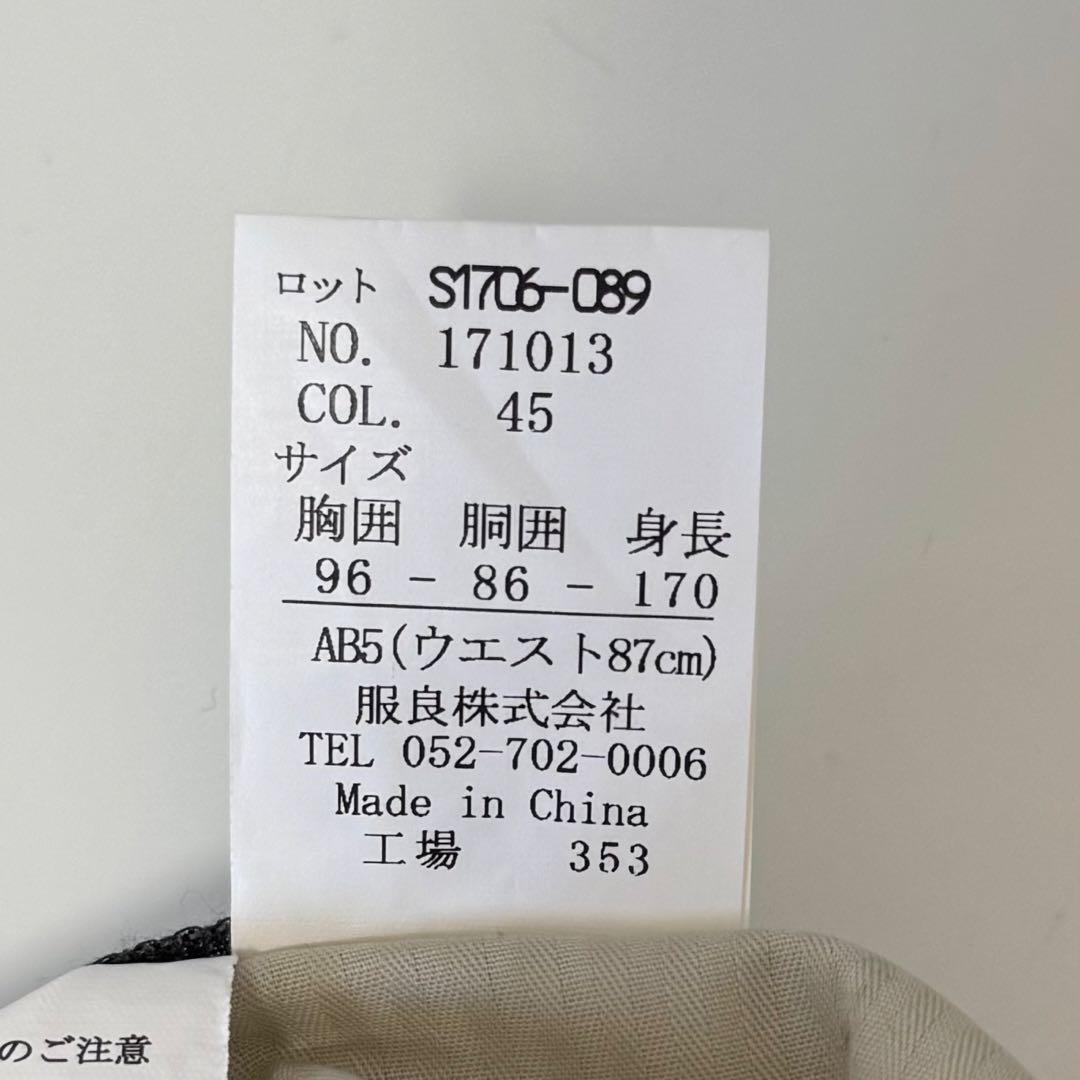 ロット S1706-089
NO. 171013
COL. 45
サイズ
胸囲 胴囲 身長
96 - 86 - 170
AB5(ウエスト87cm)
服良株式会社
TEL 052-702-0006
Made in China
工場 353
のご注意